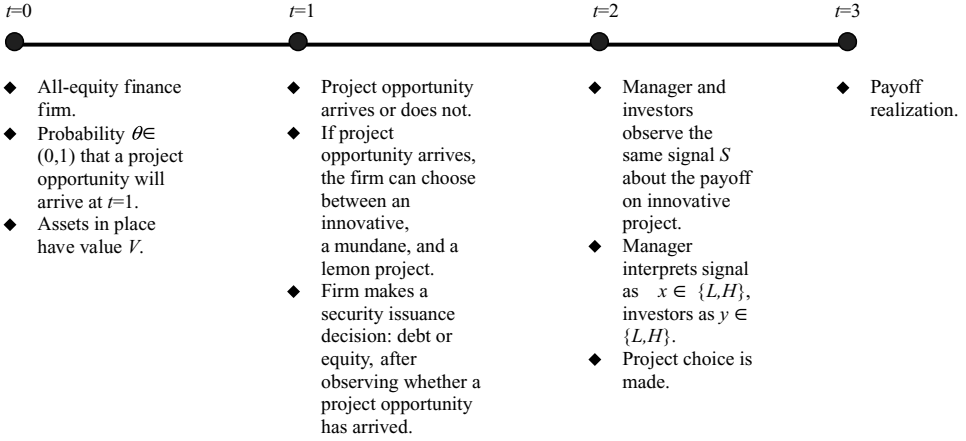 t=0
t=1
t=2
t=3
◆ All-equity finance
firm.
◆ Probability θ∈
(0,1) that a project
opportunity will
arrive at t=1.
◆ Assets in place
have value V.
◆ Project opportunity
arrives or does not.
◆ If project
opportunity arrives,
the firm can choose
between an
innovative,
a mundane, and a
lemon project.
◆ Firm makes a
security issuance
decision: debt or
equity, after
observing whether a
project opportunity
has arrived.
◆ Manager and
investors
observe the
same signal S
about the payoff
on innovative
project.
◆ Manager
interprets signal
as x ∈ {L,H},
investors as y ∈
{L,H}.
◆ Project choice is
made.
◆ Payoff
realization.